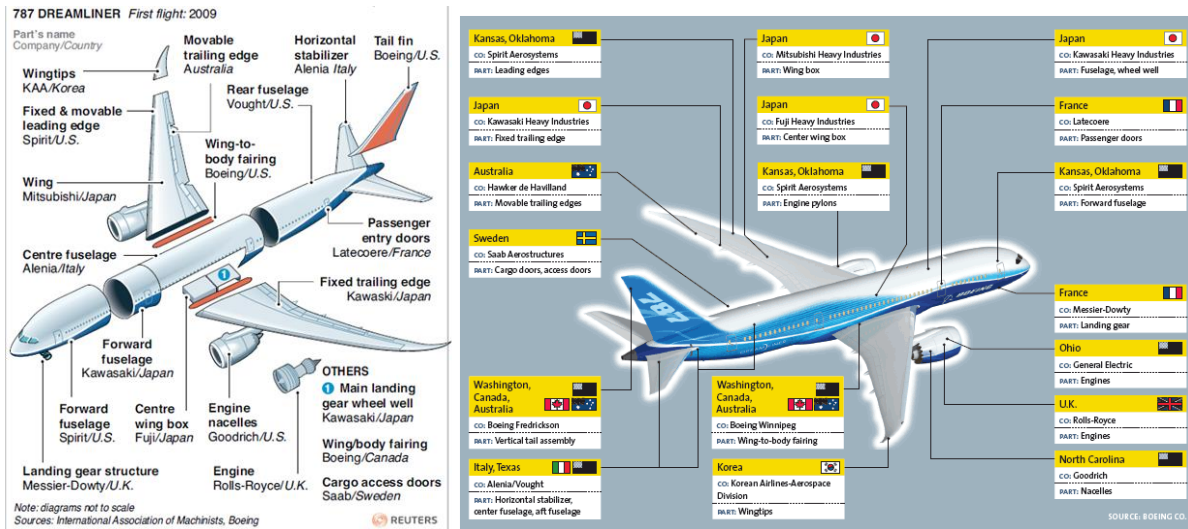 787 DREAMLINER First flight: 2009
Part's name
Company/Country
Wingtips
KAA/Korea
Fixed & movable
leading edge
Spirit/U.S.
Wing
Mitsubishi/Japan
Movable
trailing edge
Australia
Horizontal
stabilizer
Alenia Italy
Tail fin
Boeing/U.S.
Rear fuselage
Vought/U.S.
Wing-to-
body fairing
Boeing/U.S.
Passenger
entry doors
Latecoere/France
Centre fuselage
Alenia/Italy
1
Fixed trailing edge
Kawaski/Japan
Forward
fuselage
Kawasaki/Japan
Forward
fuselage
Spirit/U.S.
Centre
wing box
Fuji/Japan
Engine
nacelles
Goodrich/U.S.
Landing gear structure
Messier-Dowty/U.K.
Engine
Rolls-Royce/U.K.
OTHERS
1 Main landing
gear wheel well
Kawasaki/Japan
Wing/body fairing
Boeing/Canada
Cargo access doors
Saab/Sweden
Note: diagrams not to scale
Sources: International Association of Machinists, Boeing
REUTERS
Kansas, Oklahoma
CO: Spirit Aerosystems
PART: Leading edges
Japan
CO: Kawasaki Heavy Industries
PART: Fixed trailing edge
Australia
CO: Hawker de Havilland
PART: Movable trailing edges
Sweden
CO: Saab Aerostructures
PART: Cargo doors, access doors
Japan
CO: Mitsubishi Heavy Industries
PART: Wing box
Japan
CO: Fuji Heavy Industries
PART: Center wing box
Kansas, Oklahoma
CO: Spirit Aerosystems
PART: Engine pylons
Japan
CO: Kawasaki Heavy Industries
PART: Fuselage, wheel well
France
CO: Latecoere
PART: Passenger doors
Kansas, Oklahoma
CO: Spirit Aerosystems
PART: Forward fuselage
787
BOEING
France
CO: Messier-Dowty
PART: Landing gear
Ohio
CO: General Electric
PART: Engines
U.K.
CO: Rolls-Royce
PART: Engines
North Carolina
CO: Goodrich
PART: Nacelles
Washington,
Canada,
Australia
CO: Boeing Fredrickson
PART: Vertical tail assembly
Italy, Texas
CO: Alenia/Vought
PART: Horizontal stabilizer,
center fuselage, aft fuselage
Washington,
Canada,
Australia
CO: Boeing Winnipeg
PART: Wing-to-body fairing
Korea
CO: Korean Airlines-Aerospace
Division
PART: Wingtips
SOURCE: BOEING CO.